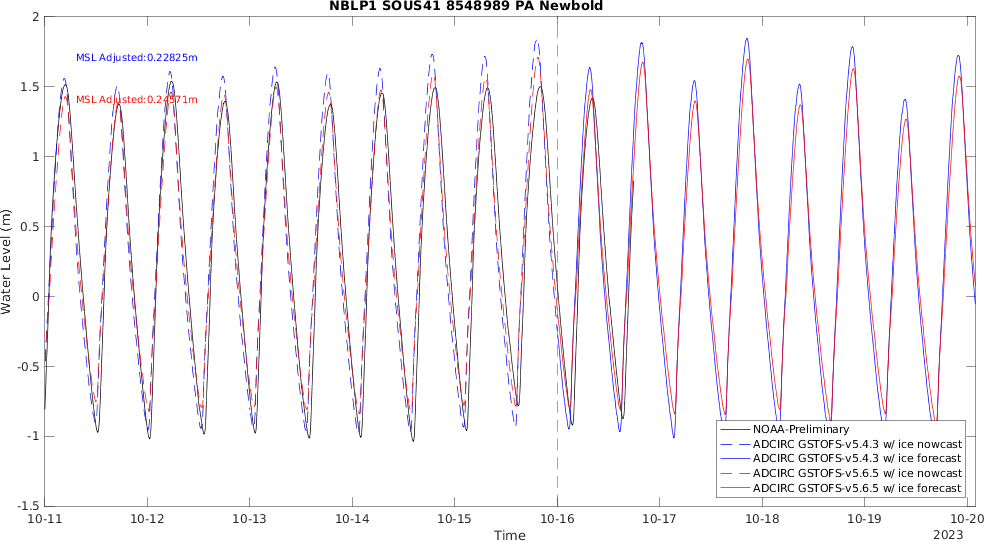 NBLP1 SOUS41 8548989 PA Newbold
2
1.5
1
0.5
0
-0.5
-1
-1.5
Water Level (m)
MSL Adjusted:0.22825m
MSL Adjusted:0.24571m
NOAA-Preliminary
ADCIRC GSTOFS-v5.4.3 w/ ice nowcast
ADCIRC GSTOFS-v5.4.3 w/ ice forecast
ADCIRC GSTOFS-v5.6.5 w/ ice nowcast
ADCIRC GSTOFS-v5.6.5 w/ ice forecast
10-11 10-12 10-13 10-14 10-15 10-16 10-17 10-18 10-19 10-20
Time
2023